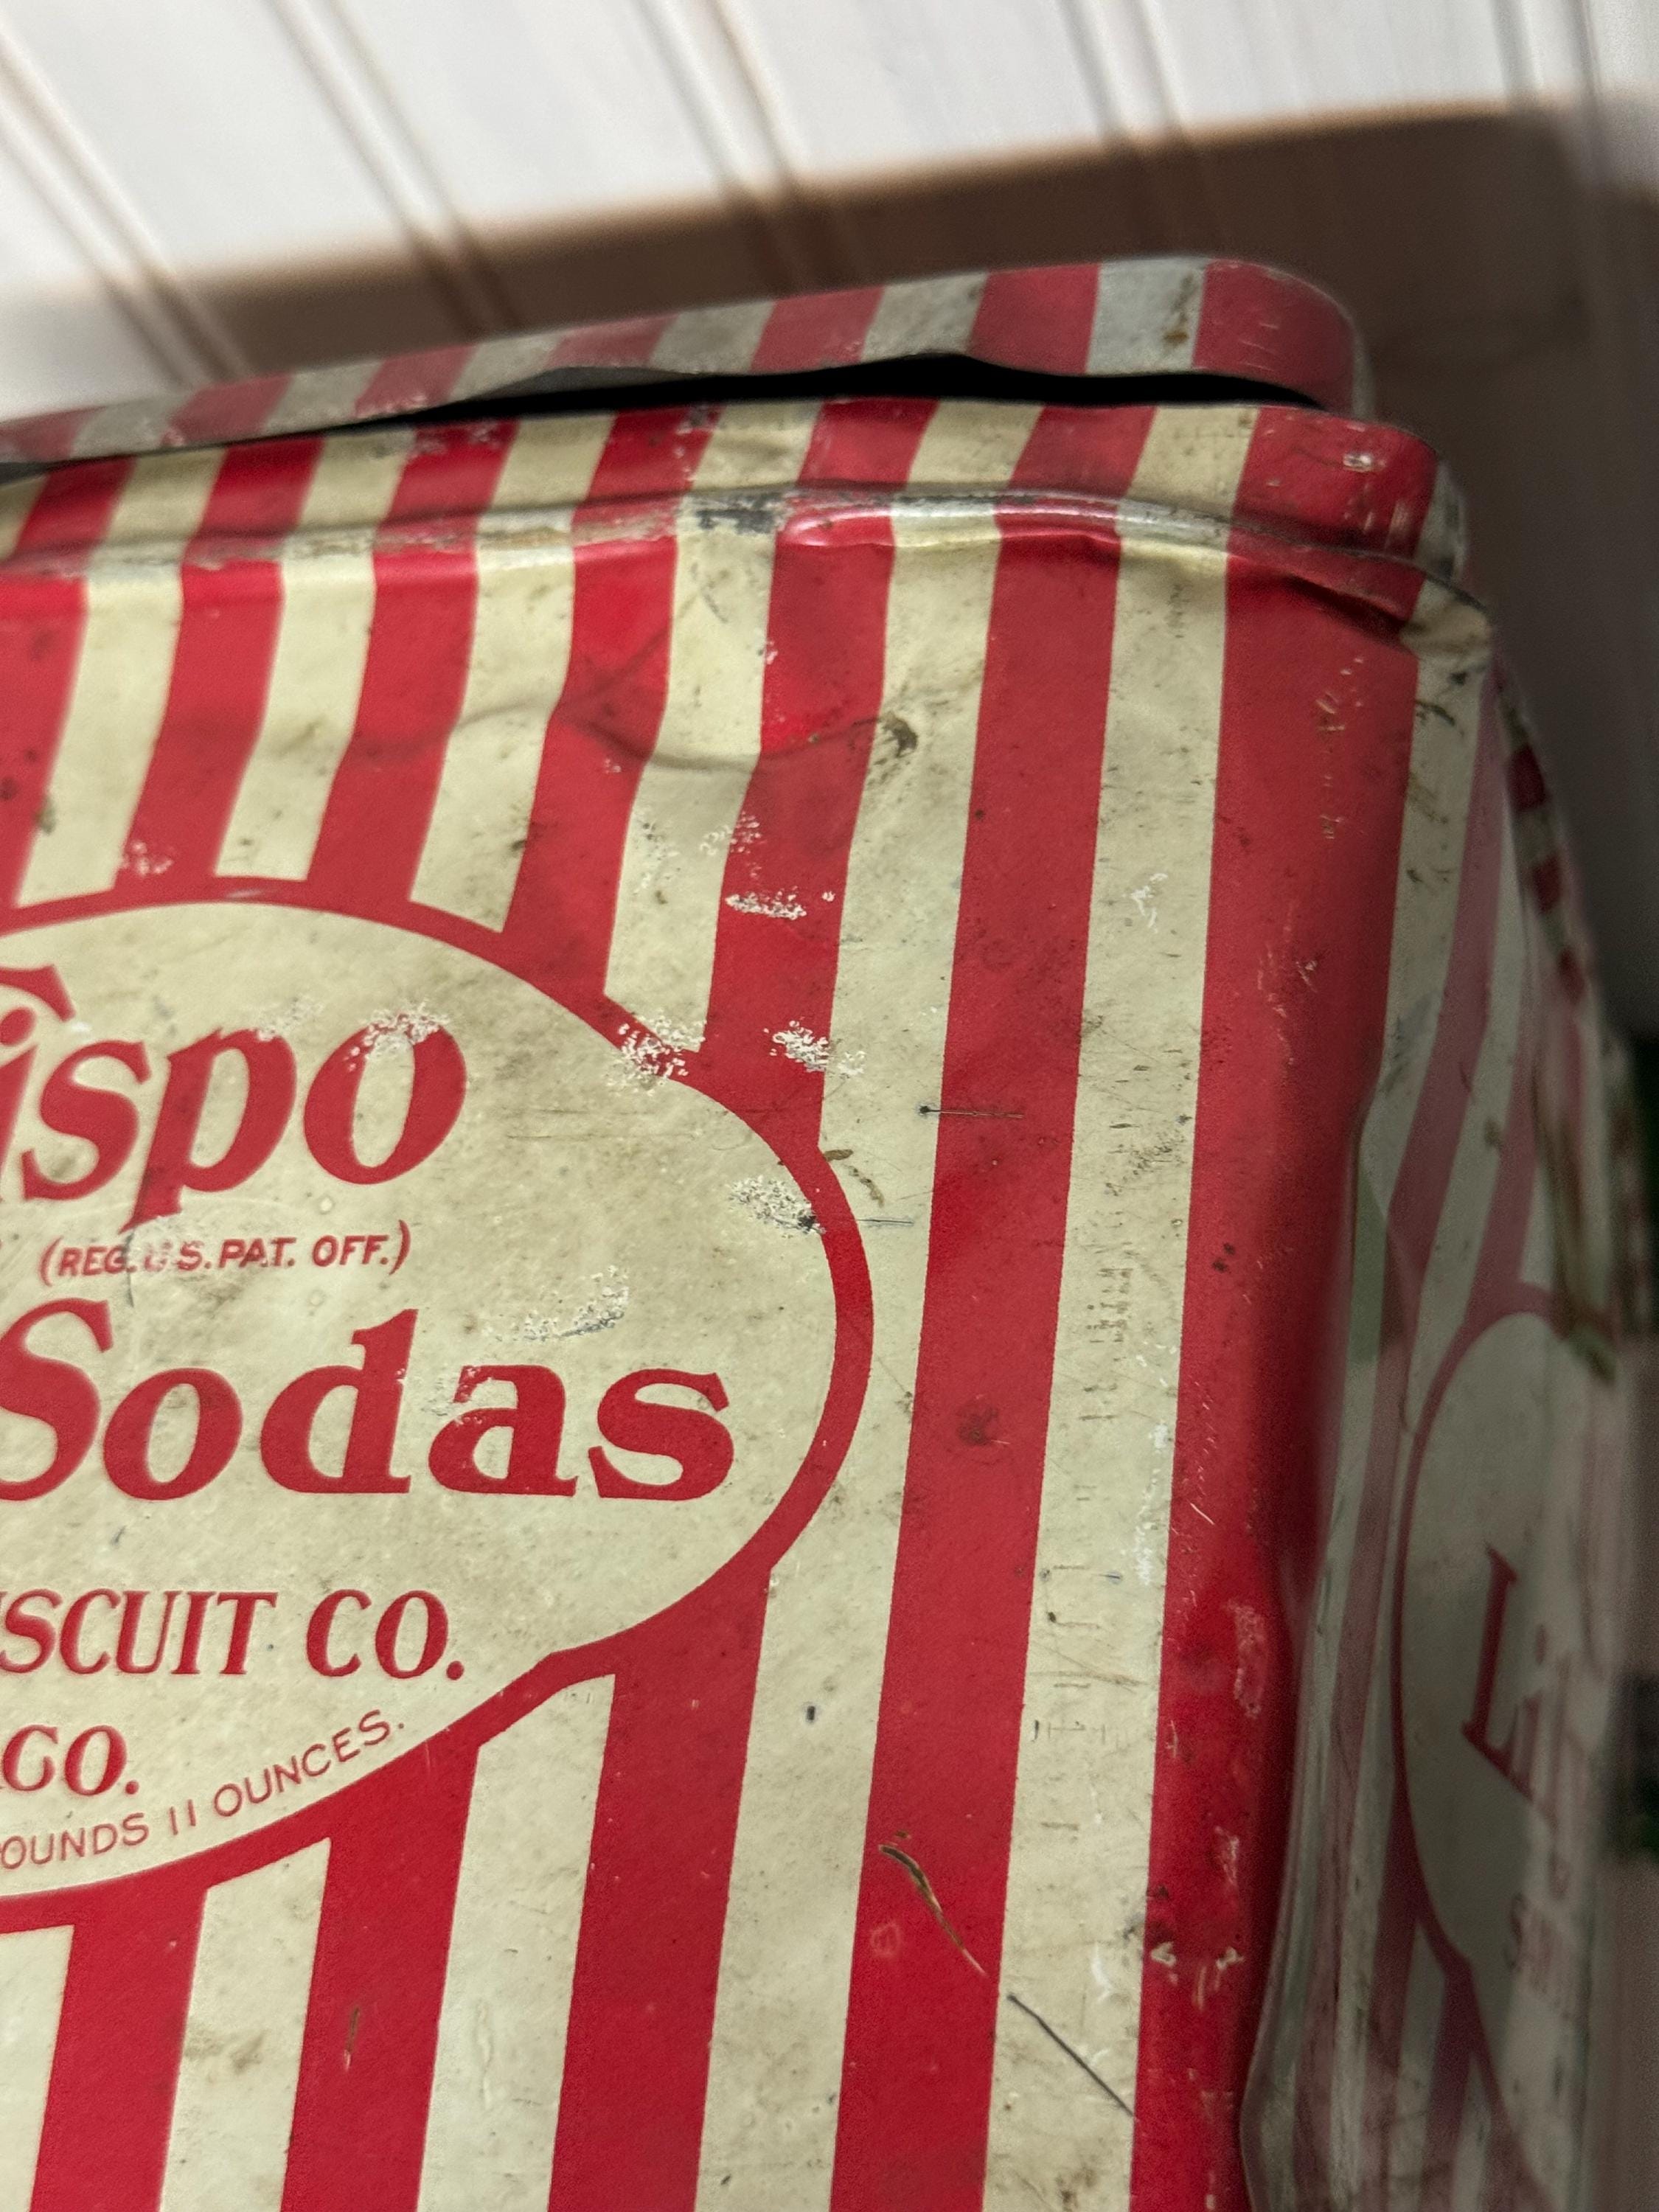 ispo
(REG. U.S. PAT. OFF.)
Sodas
ISCUIT CO.
GO.
OUNDS 11 OUNCES.